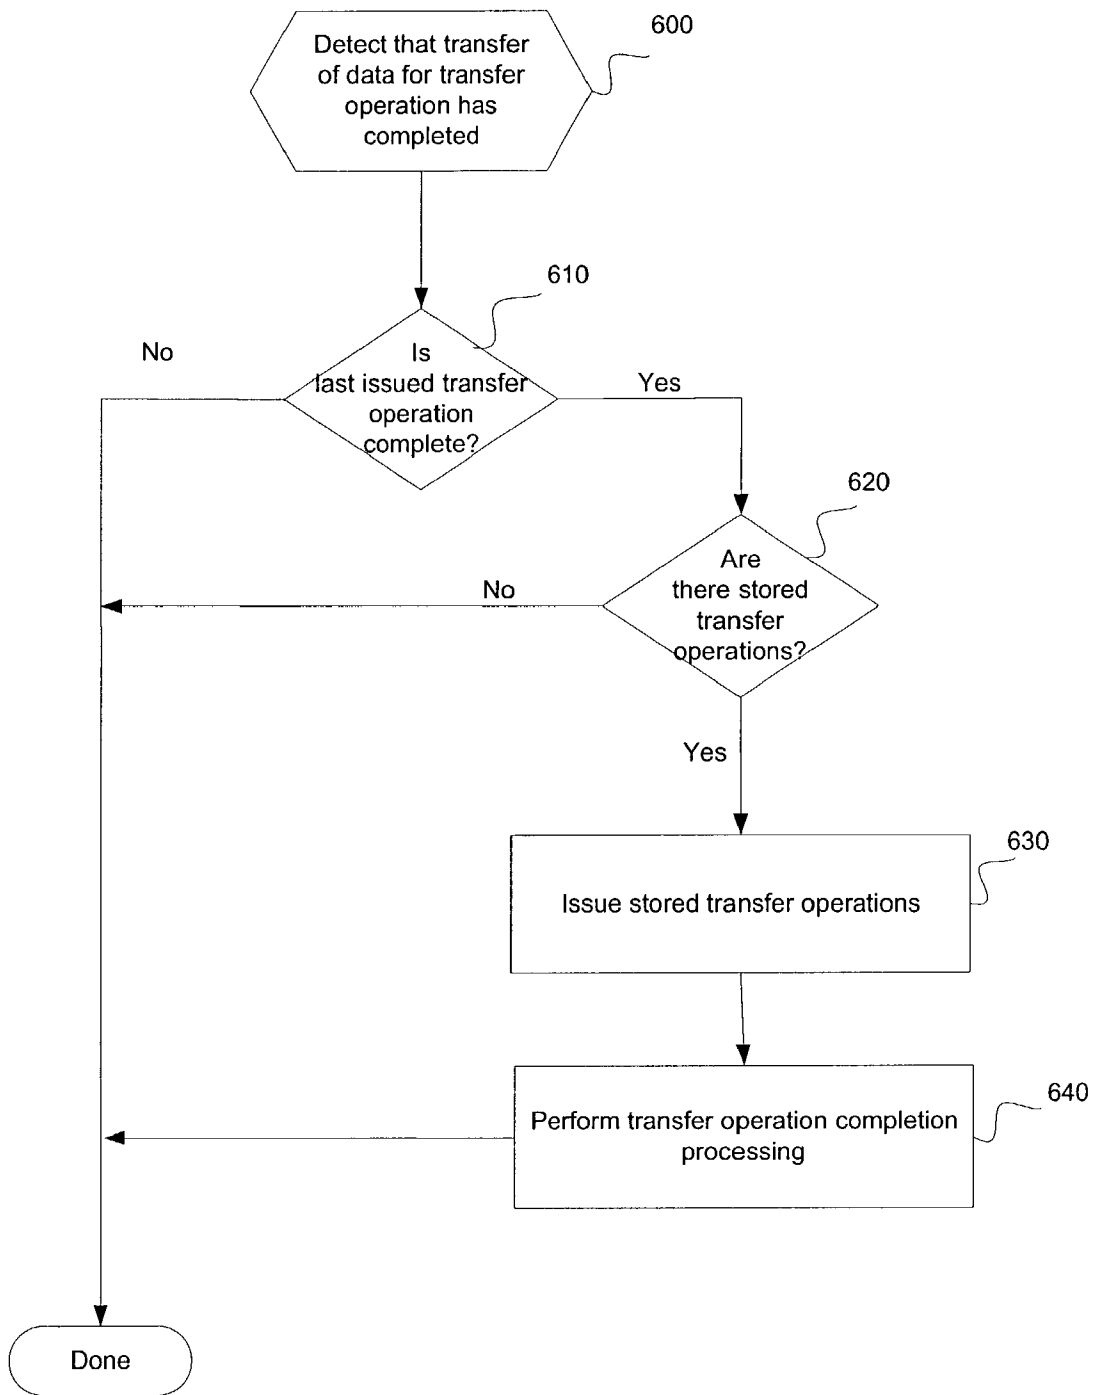 Detect that transfer
of data for transfer
operation has
completed
600
610
Is
last issued transfer
operation
complete?
No
Yes
620
Are
there stored
transfer
operations?
No
Yes
630
Issue stored transfer operations
640
Perform transfer operation completion
processing
Done